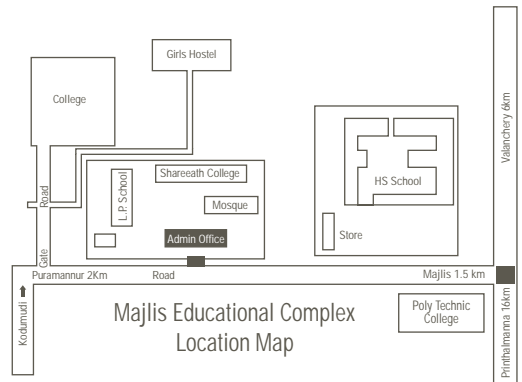 Girls Hostel
College
Valanchery 6km
Shareeath College
L.P. School
HS School
Mosque
Gate Road
Store
Admin Office
Puramannur 2Km Road
Majlis 1.5 km
Kodumudi
Majlis Educational Complex
Location Map
Poly Technic
College
Printhalmanna 16km